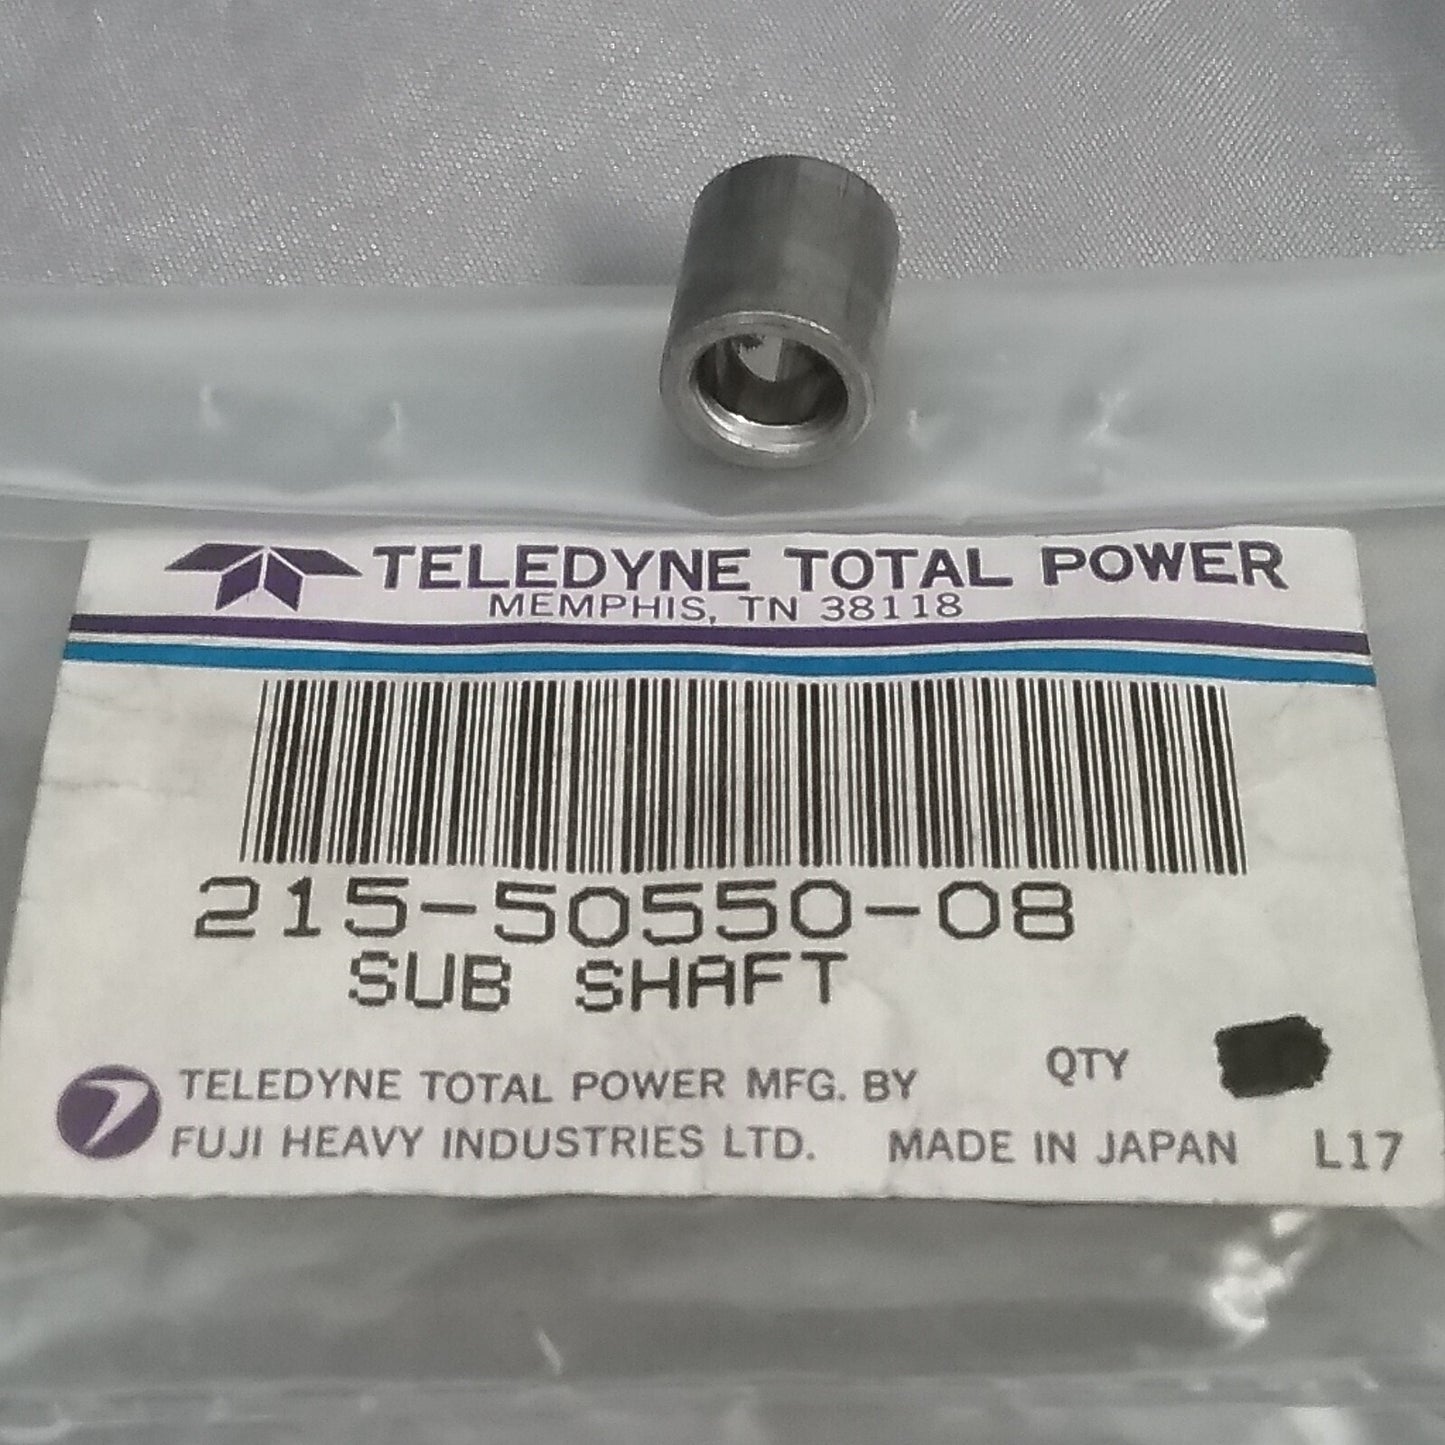 TELEDYNE TOTAL POWER
MEMPHIS, TN 38118
215-50550-08
SUB SHAFT
TELEDYNE TOTAL POWER MFG. BY
QTY
FUJI HEAVY INDUSTRIES LTD. MADE IN JAPAN L17